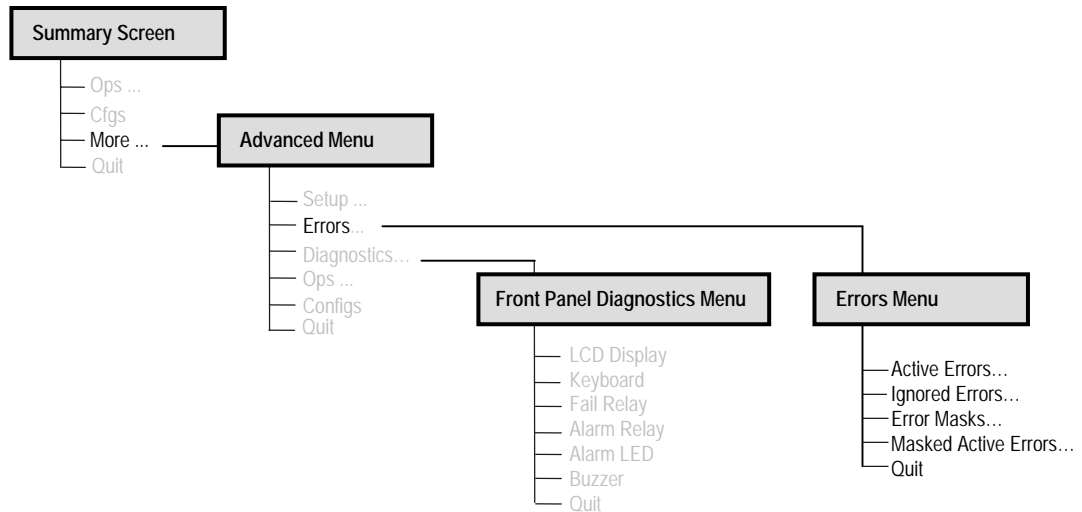 Summary Screen
Ops ...
Cfgs
More ...
Quit
Advanced Menu
Setup ...
Errors...
Diagnostics...
Ops ...
Configs
Quit
Front Panel Diagnostics Menu
LCD Display
Keyboard
Fail Relay
Alarm Relay
Alarm LED
Buzzer
Quit
Errors Menu
Active Errors...
Ignored Errors...
Error Masks...
Masked Active Errors...
Quit